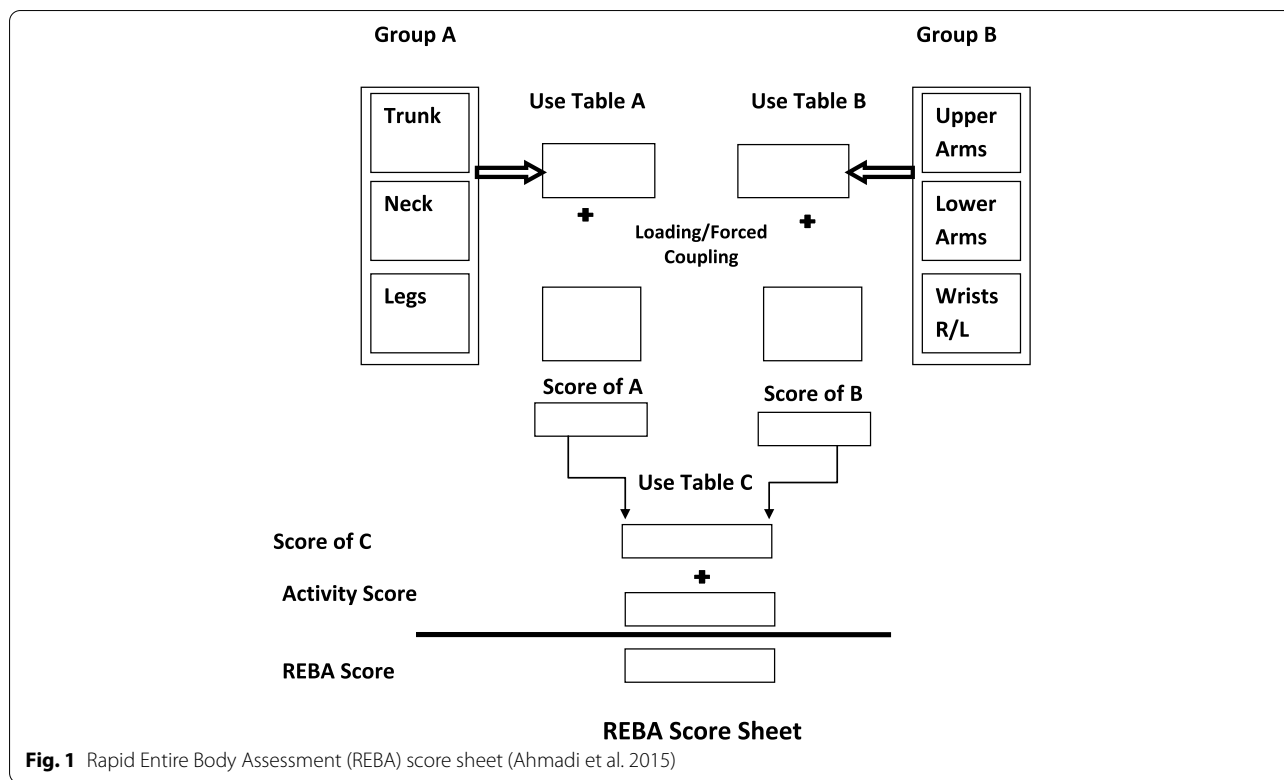 Group A
Group B
Use Table A
Use Table B
Trunk
Upper
Arms
Neck
Lower
Arms
Loading/Forced
Coupling
Legs
Wrists
R/L
Score of A
Score of B
Use Table C
Score of C
Activity Score
REBA Score
REBA Score Sheet
Fig. 1 Rapid Entire Body Assessment (REBA) score sheet (Ahmadi et al. 2015)